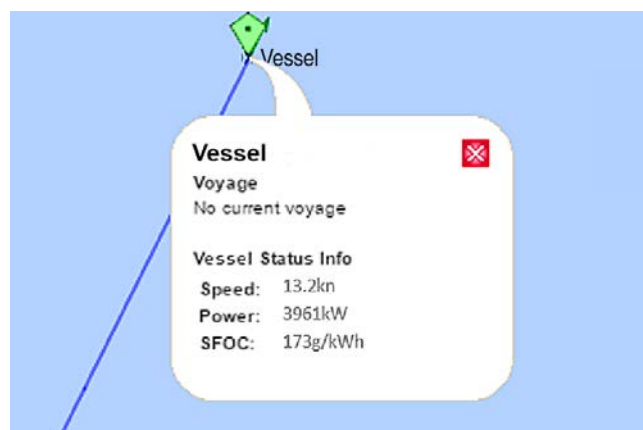 Vessel
Vessel
Voyage
No current voyage
Vessel Status Info
Speed: 13.2kn
Power: 3961kW
SFOC: 173g/kWh